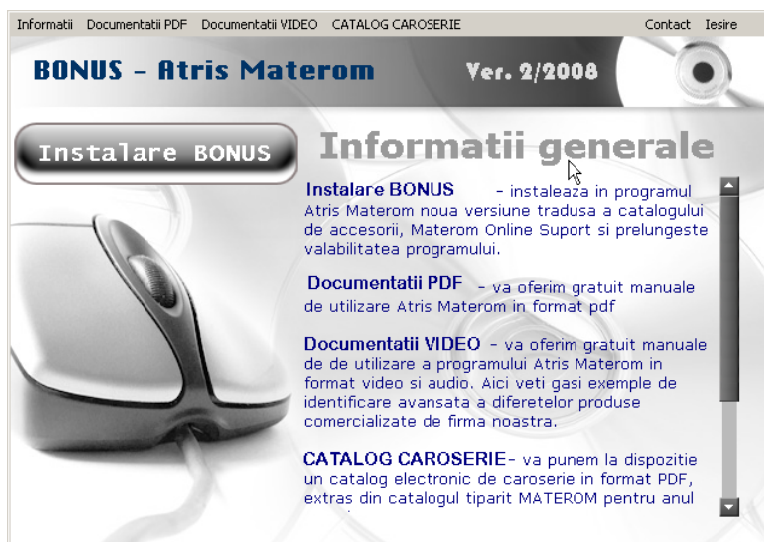 Informatii Documentatii PDF Documentatii VIDEO CATALOG CAROSERIE Contact Iesire
BONUS - Atris Materom Ver. 2/2008
Instalare BONUS
Informatii generale
Instalare BONUS - instaleaza in programul
Atris Materom noua versiune tradusa a catalogului
de accesorii, Materom Online Suport si prelungeste
valabilitatea programului.
Documentatii PDF - va oferim gratuit manuale
de utilizare Atris Materom in format pdf
Documentatii VIDEO - va oferim gratuit manuale
de de utilizare a programului Atris Materom in
format video si audio. Aici veti gasi exemple de
identificare avansata a diferetelor produse
comercializate de firma noastra.
CATALOG CAROSERIE- va punem la dispozitie
un catalog electronic de caroserie in format PDF,
extras din catalogul tiparit MATEROM pentru anul